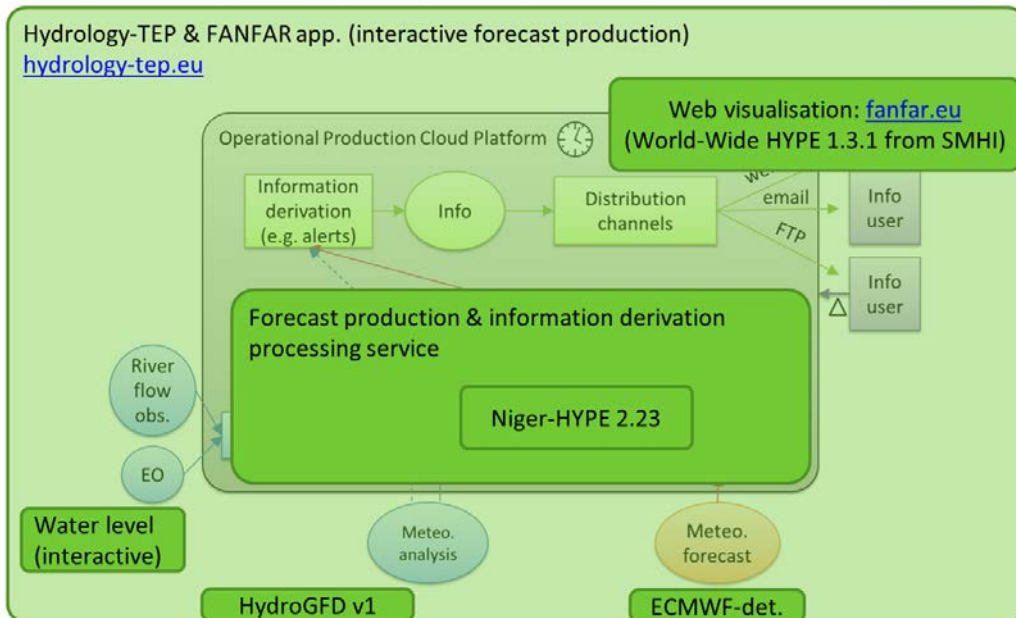 Hydrology-TEP & FANFAR app. (interactive forecast production)
hydrology-tep.eu
Web visualisation: fanfar.eu
(World-Wide HYPE 1.3.1 from SMHI)
Operational Production Cloud Platform
Information
derivation
(e.g. alerts)
Info
Distribution
channels
email
FTP
Info
user
Info
user
Forecast production & information derivation
processing service
Niger-HYPE 2.23
River
flow
obs.
EO
Water level
(interactive)
Meteo.
analysis
Meteo.
forecast
HydroGFD v1
ECMWF-det.